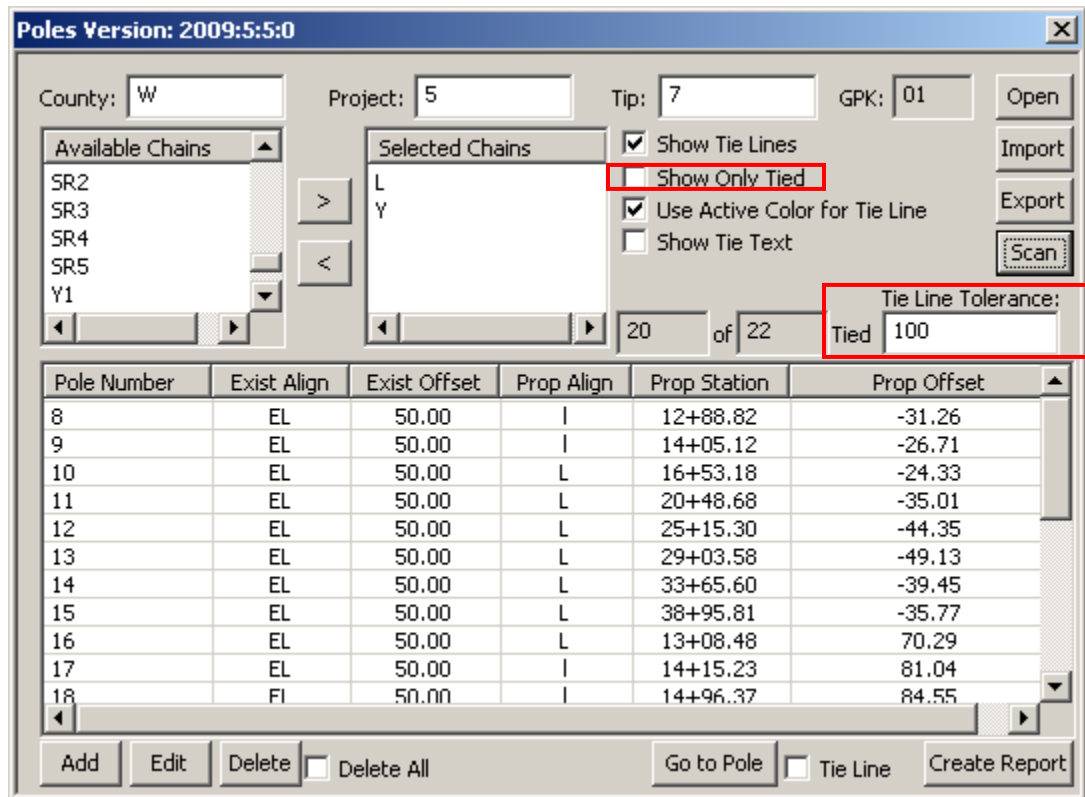 Poles Version: 2009:5:5:0
County: W Project: 5 Tip: 7 GPK: 01 Open
Available Chains Selected Chains Show Tie Lines Import
SR2 L Show Only Tied
SR3 > Y Use Active Color for Tie Line Export
SR4 Show Tie Text
SR5 < Scan
Y1 Tie Line Tolerance:
20 of 22 Tied 100
Pole Number Exist Align Exist Offset Prop Align Prop Station Prop Offset
8 EL 50.00 l 12+88.82 -31.26
9 EL 50.00 l 14+05.12 -26.71
10 EL 50.00 L 16+53.18 -24.33
11 EL 50.00 L 20+48.68 -35.01
12 EL 50.00 L 25+15.30 -44.35
13 EL 50.00 L 29+03.58 -49.13
14 EL 50.00 L 33+65.60 -39.45
15 EL 50.00 L 38+95.81 -35.77
16 EL 50.00 L 13+08.48 70.29
17 EL 50.00 l 14+15.23 81.04
18 EL 50.00 l 14+96.37 84.55
Add Edit Delete Delete All Go to Pole Tie Line Create Report